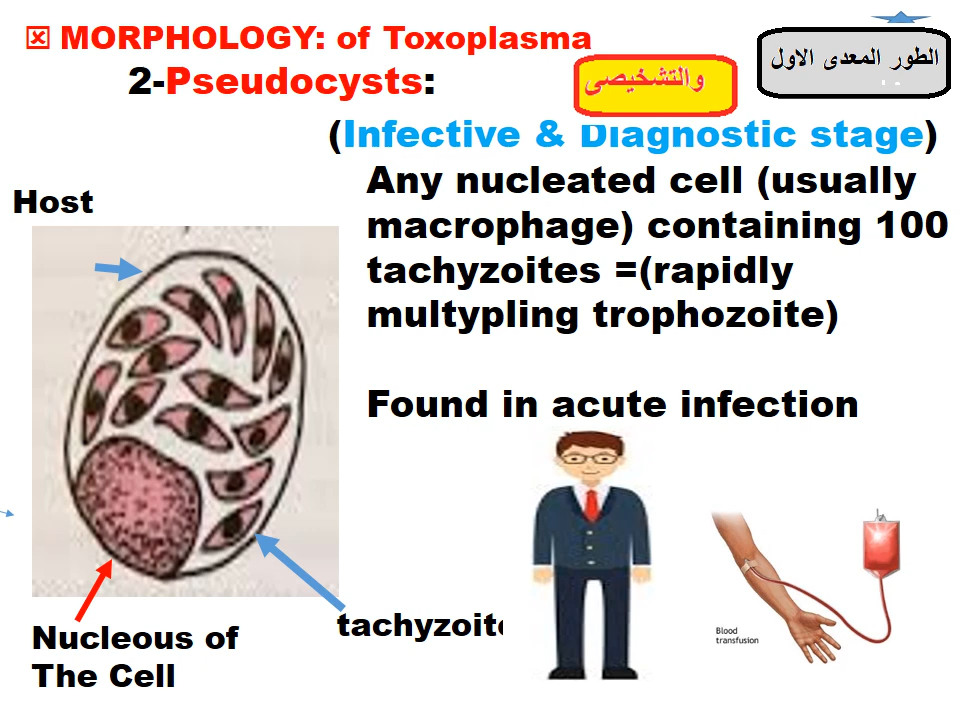 MORPHOLOGY: of Toxoplasma
الطور المعدى الاول
2-Pseudocysts:
والتشخيصى
(Infective & Diagnostic stage)
Any nucleated cell (usually
macrophage) containing 100
tachyzoites =(rapidly
multypling trophozoite)
Host
Found in acute infection
Blood
transfusion
tachyzoite
Nucleous of
The Cell